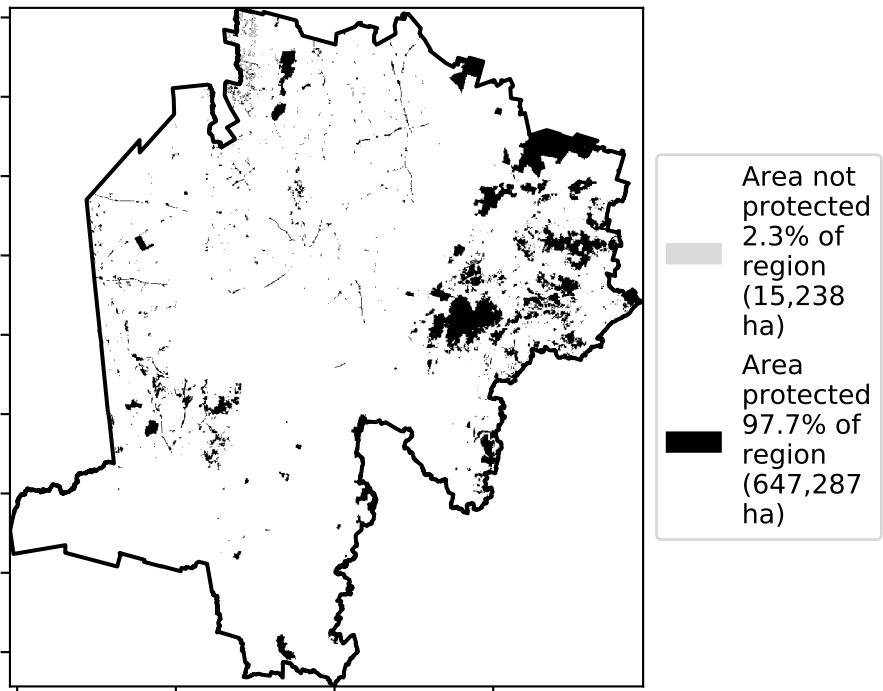 Area not
protected
2.3% of
region
(15,238
ha)
Area
protected
97.7% of
region
(647,287
ha)